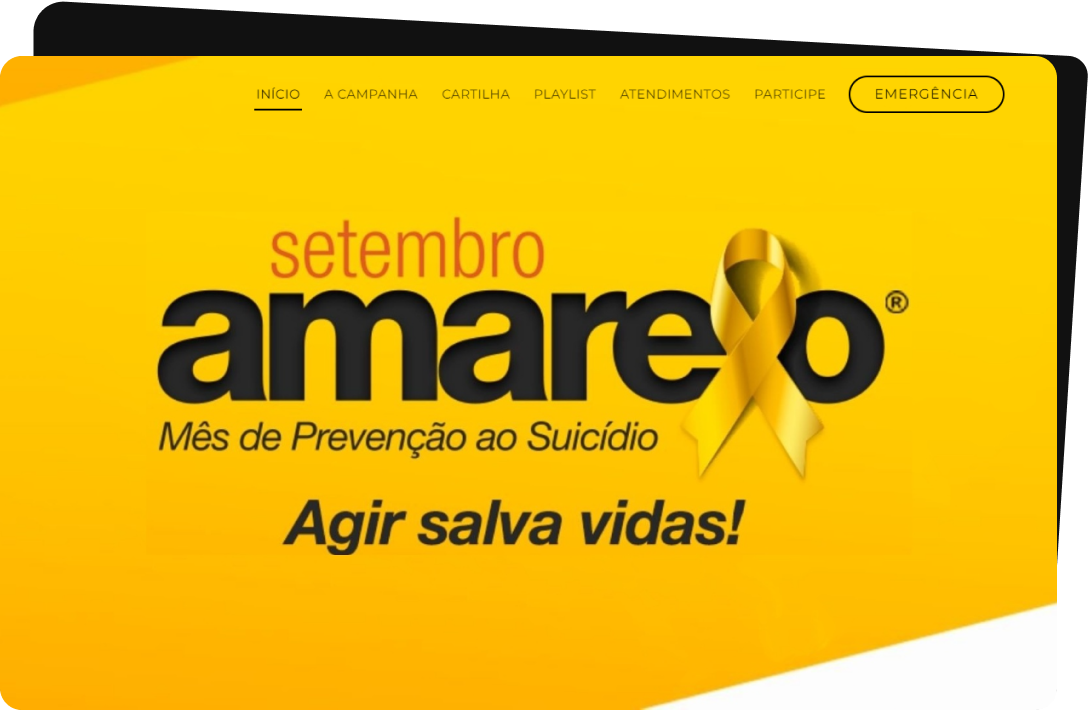 INÍCIO A CAMPANHA CARTILHA PLAYLIST ATENDIMENTOS PARTICIPE EMERGÊNCIA
setembro
amarelo®
Mês de Prevenção ao Suicídio
Agir salva vidas!